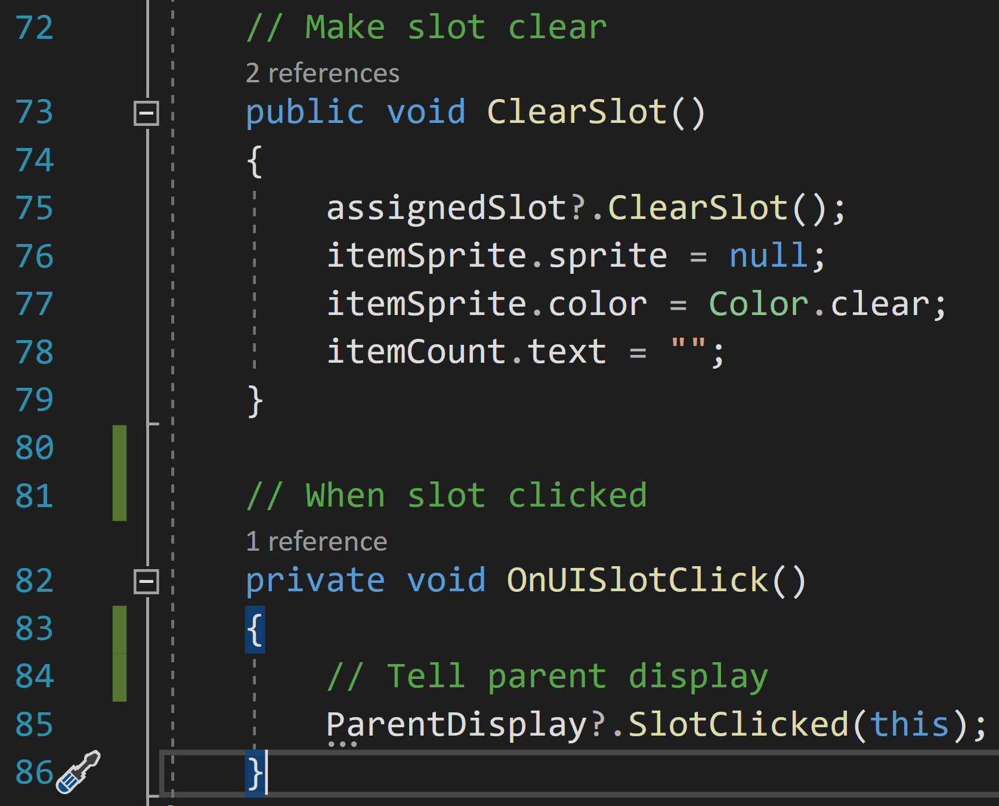 72 // Make slot clear
2 references
73 public void ClearSlot()
74 {
75 assignedSlot?.ClearSlot();
76 itemSprite.sprite = null;
77 itemSprite.color = Color.clear;
78 itemCount.text = "";
79 }
80
81 // When slot clicked
1 reference
82 private void OnUISlotClick()
83 {
84 // Tell parent display
85 ParentDisplay?.SlotClicked(this);
86 }